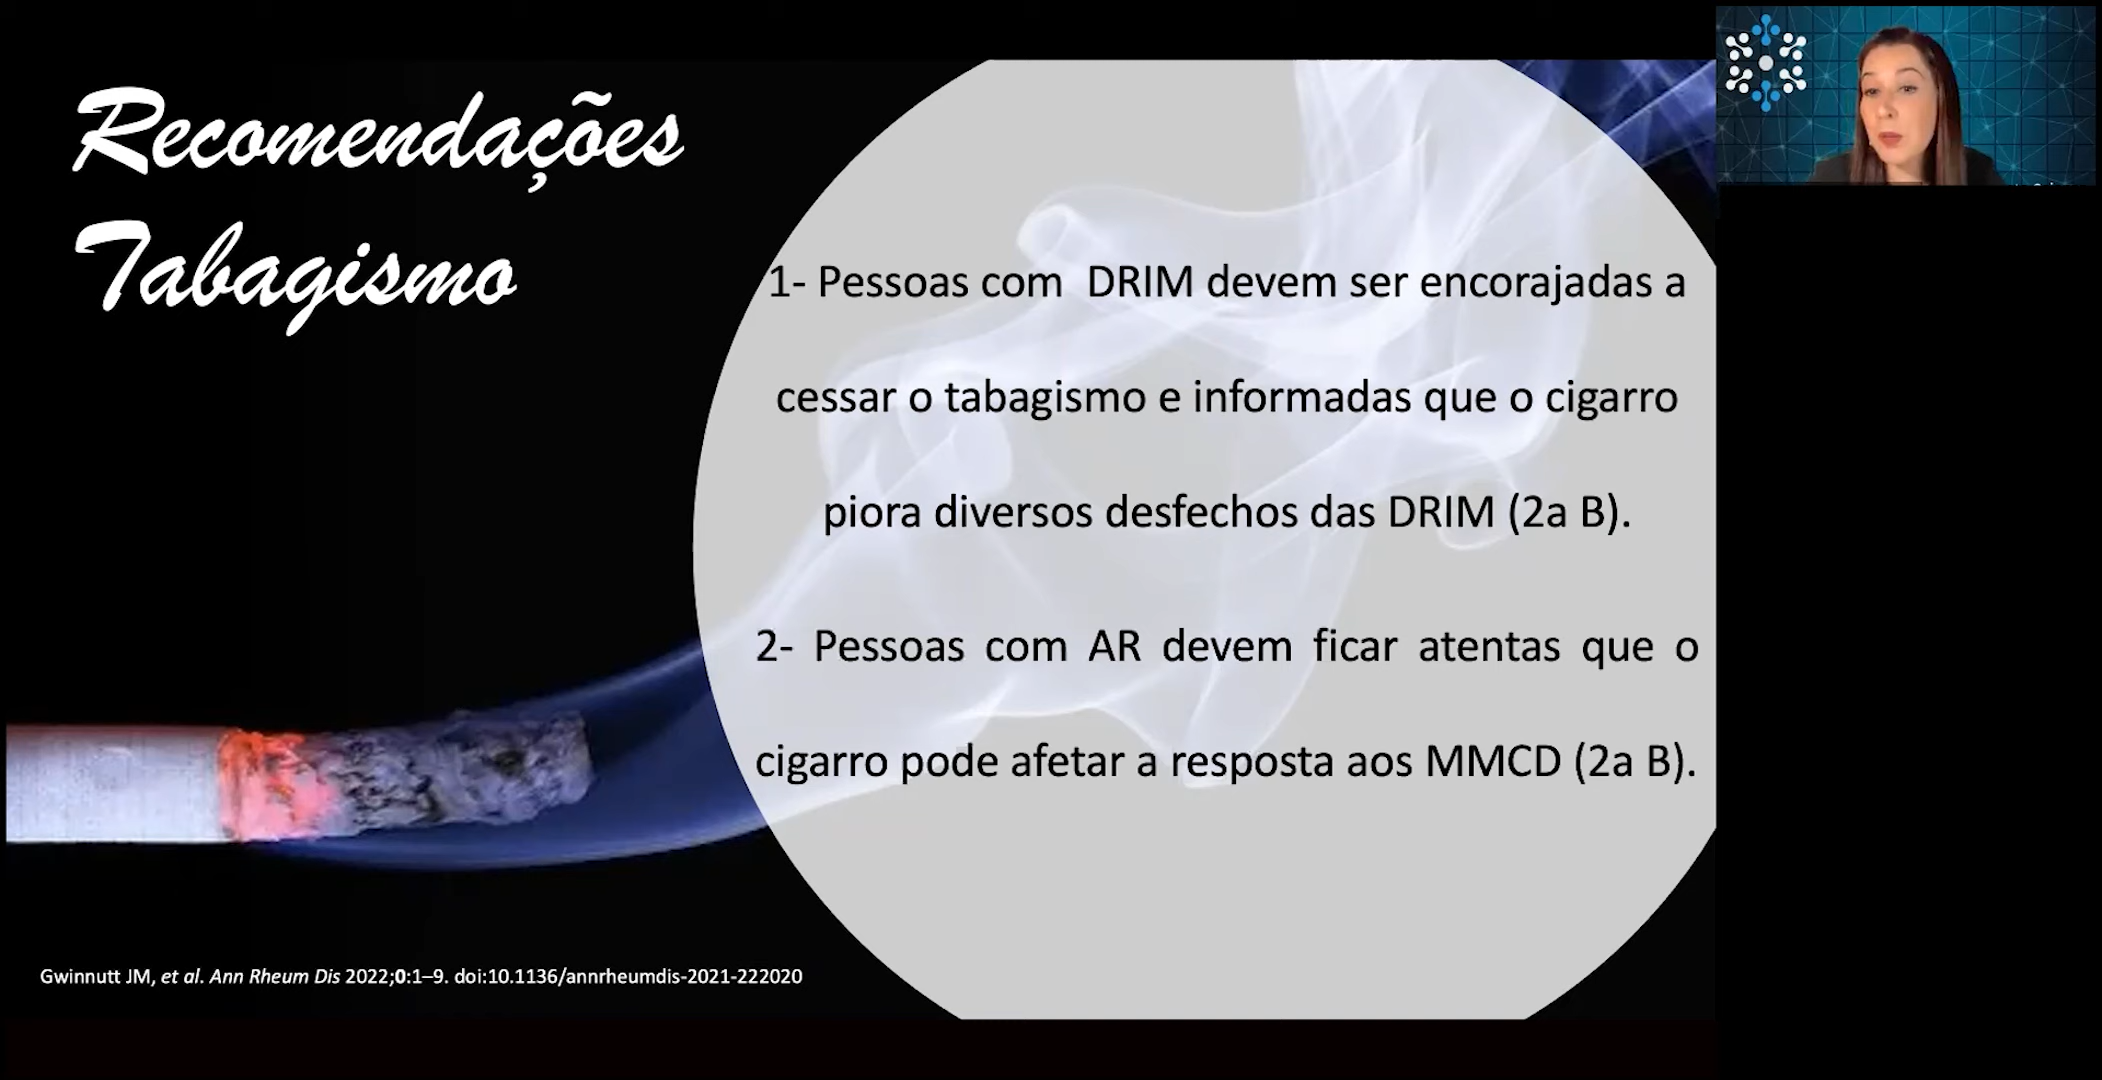 Recomendações
Tabagismo
1- Pessoas com DRIM devem ser encorajadas a
cessar o tabagismo e informadas que o cigarro
piora diversos desfechos das DRIM (2a B).
2- Pessoas com AR devem ficar atentas que o
cigarro pode afetar a resposta aos MMCD (2a B).
Gwinnutt JM, et al. Ann Rheum Dis 2022;0:1–9. doi:10.1136/annrheumdis-2021-222020